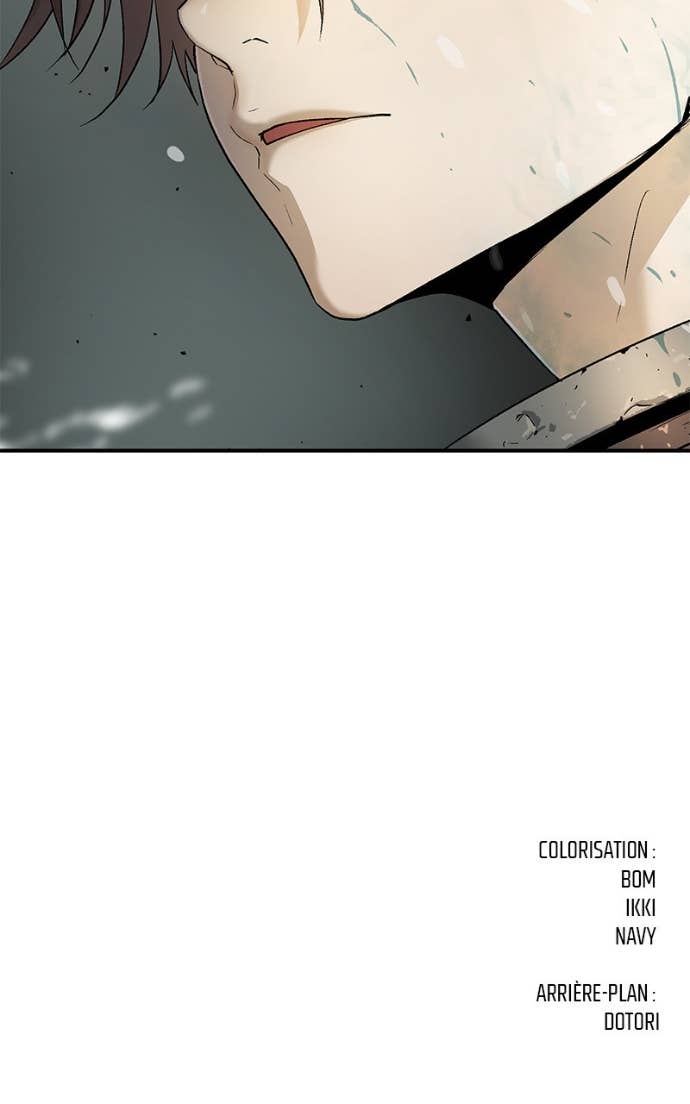 COLORISATION :
BOM
IKKI
NAVY
ARRIÈRE-PLAN :
DOTORI